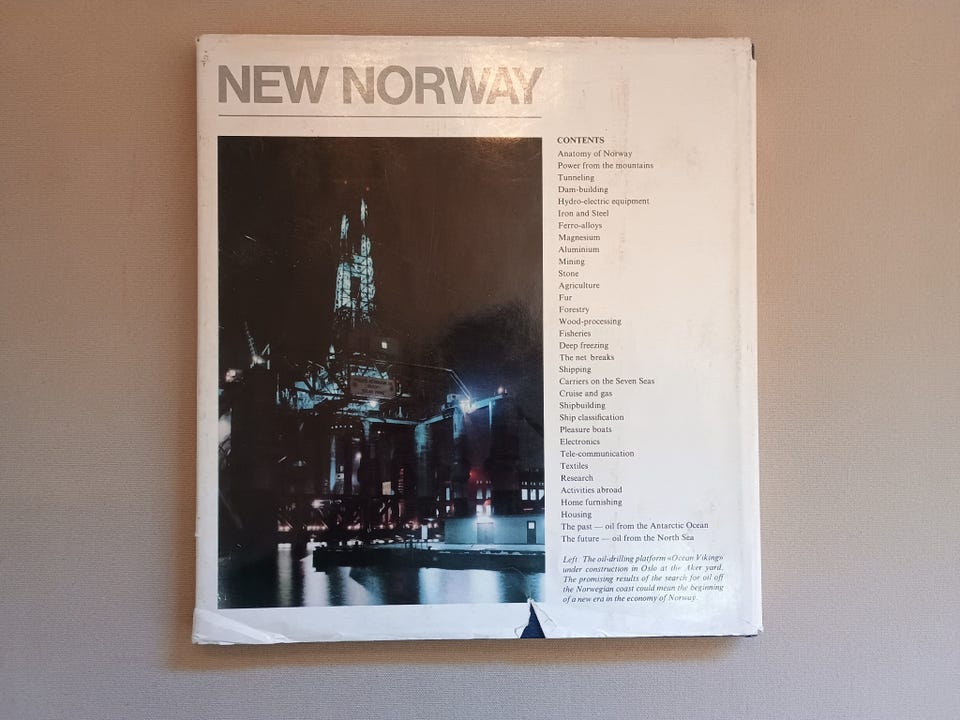 NEW NORWAY
CONTENTS
Anatomy of Norway
Power from the mountains
Tunneling
Dam-building
Hydro-electric equipment
Iron and Steel
Ferro-alloys
Magnesium
Aluminium
Mining
Stone
Agriculture
Fur
Forestry
Wood-processing
Fisheries
Deep freezing
The net breaks
Shipping
Carriers on the Seven Seas
Cruise and gas
Shipbuilding
Ship classification
Pleasure boats
Electronics
Tele-communication
Textiles
Research
Activities abroad
Home furnishing
Housing
The past — oil from the Antarctic Ocean
The future — oil from the North Sea
Left: The oil-drilling platform «Ocean Viking»
under construction in Oslo at the Aker yard.
The promising results of the search for oil off
the Norwegian coast could mean the beginning
of a new era in the economy of Norway.